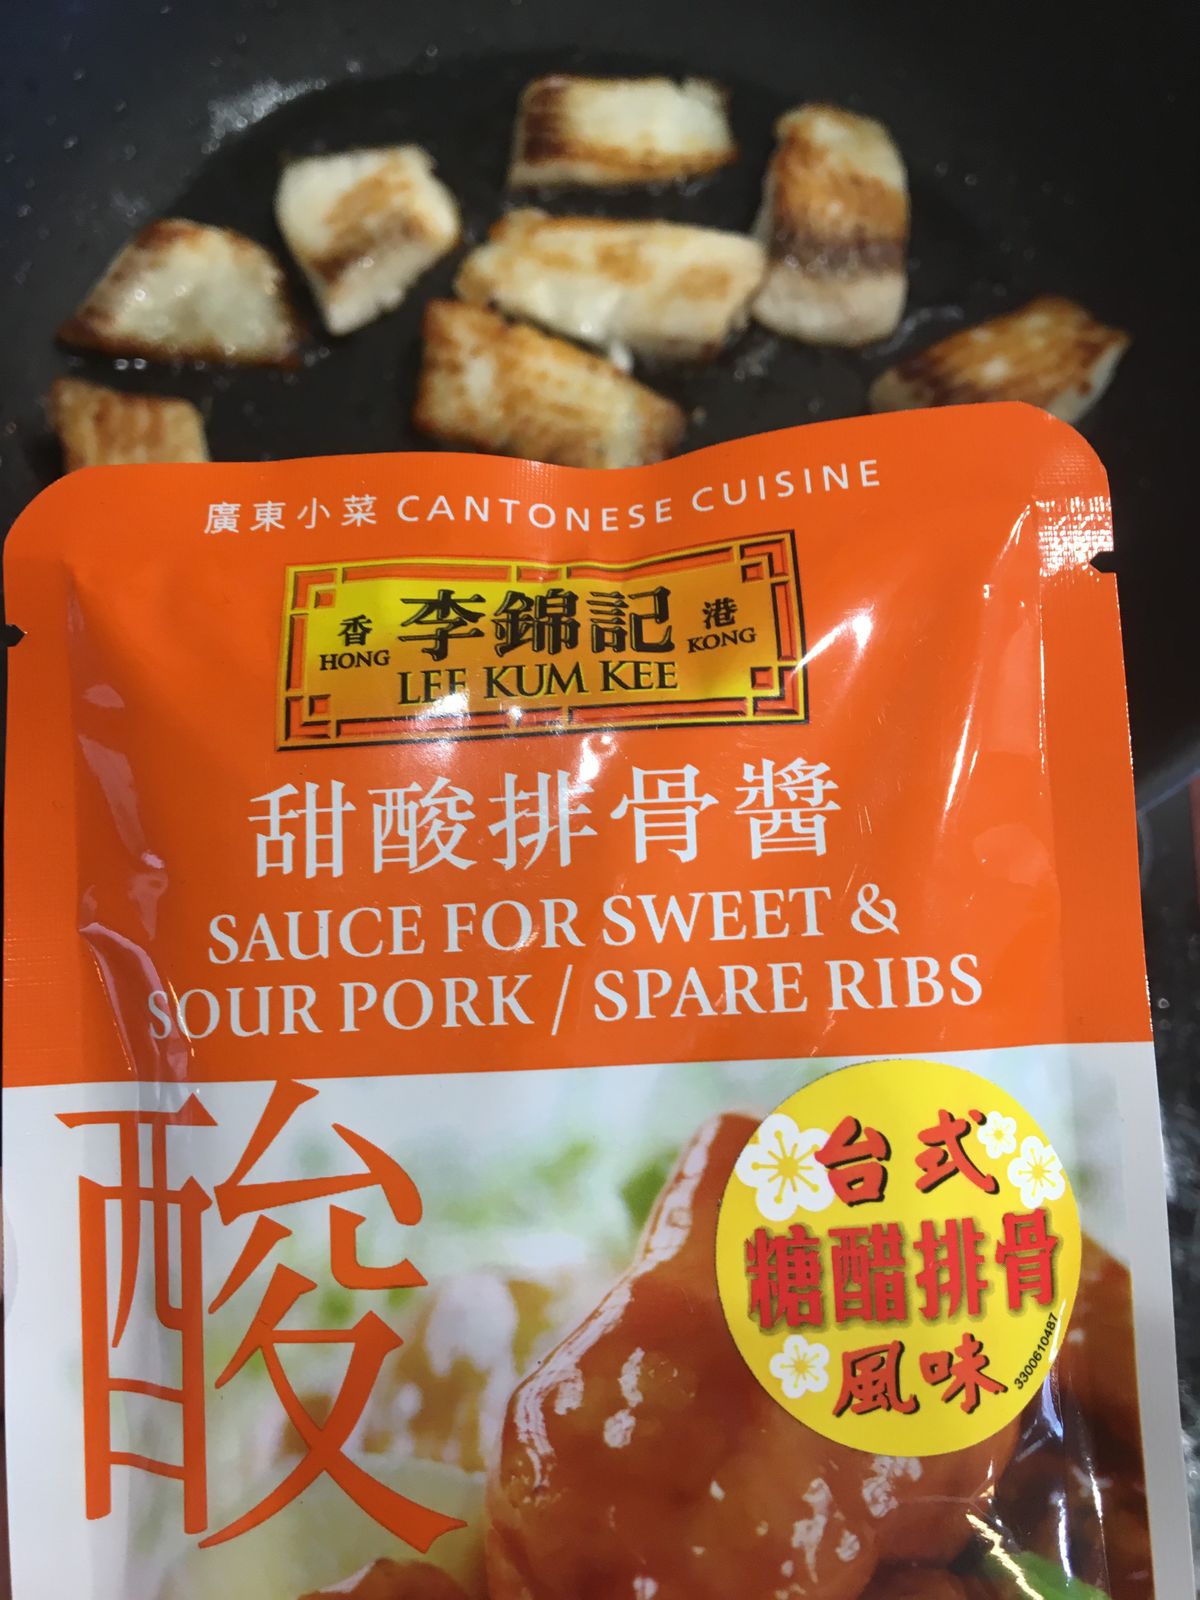 廣東小菜 CANTONESE CUISINE
香 李錦記 港
HONG LEE KUM KEE KONG
甜酸排骨醬
SAUCE FOR SWEET &
SOUR PORK / SPARE RIBS
酸
台式
糖醋排骨
風味
3300610487